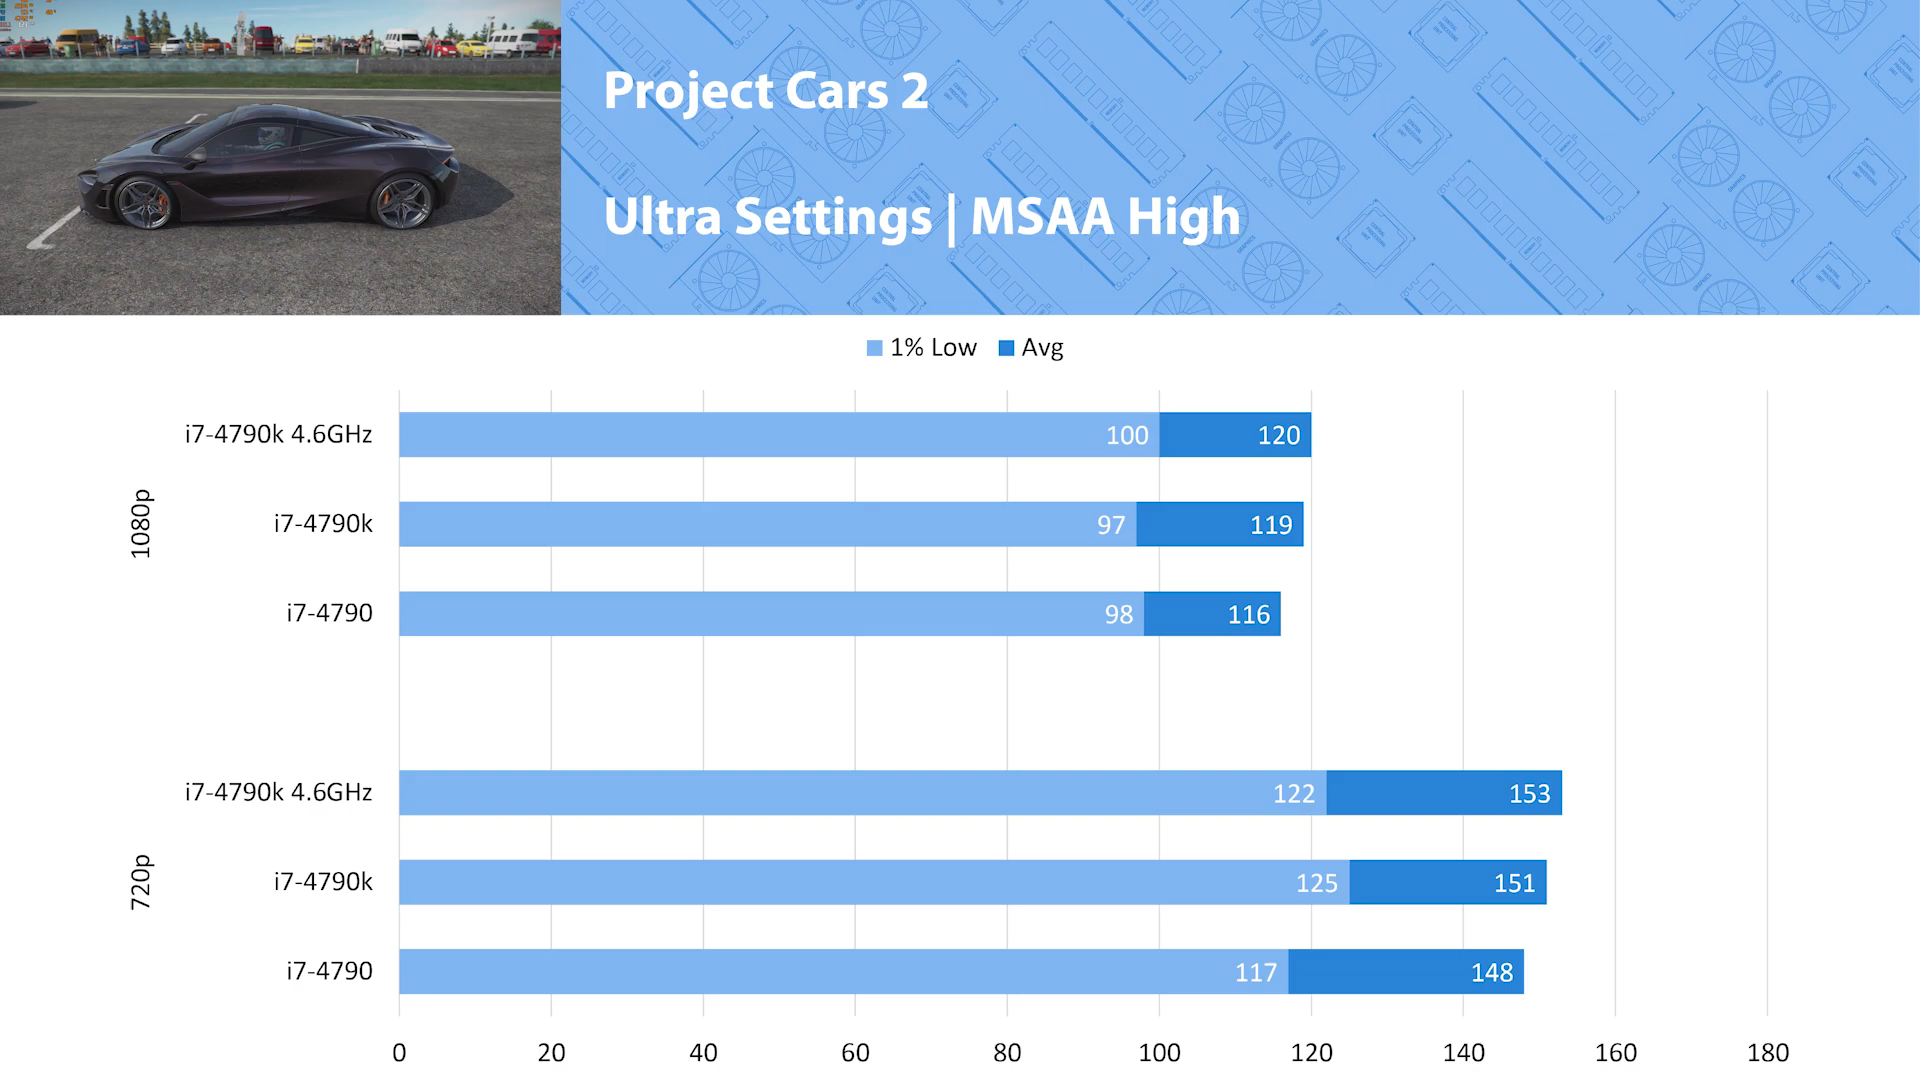 Project Cars 2
Ultra Settings | MSAA High
1% Low Avg
1080p
i7-4790k 4.6GHz 100 120
i7-4790k 97 119
i7-4790 98 116
720p
i7-4790k 4.6GHz 122 153
i7-4790k 125 151
i7-4790 117 148
0 20 40 60 80 100 120 140 160 180